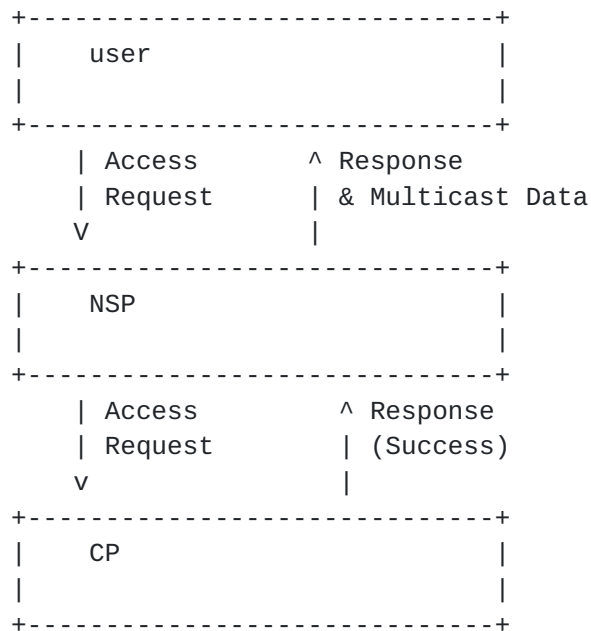 +------------------------------+
|    user                      |
|                              |
+------------------------------+
    | Access       ^ Response
    | Request      | & Multicast Data
    V              |
+------------------------------+
|    NSP                       |
|                              |
+------------------------------+
    | Access         ^ Response
    | Request        | (Success)
    v                |
+------------------------------+
|    CP                        |
|                              |
+------------------------------+